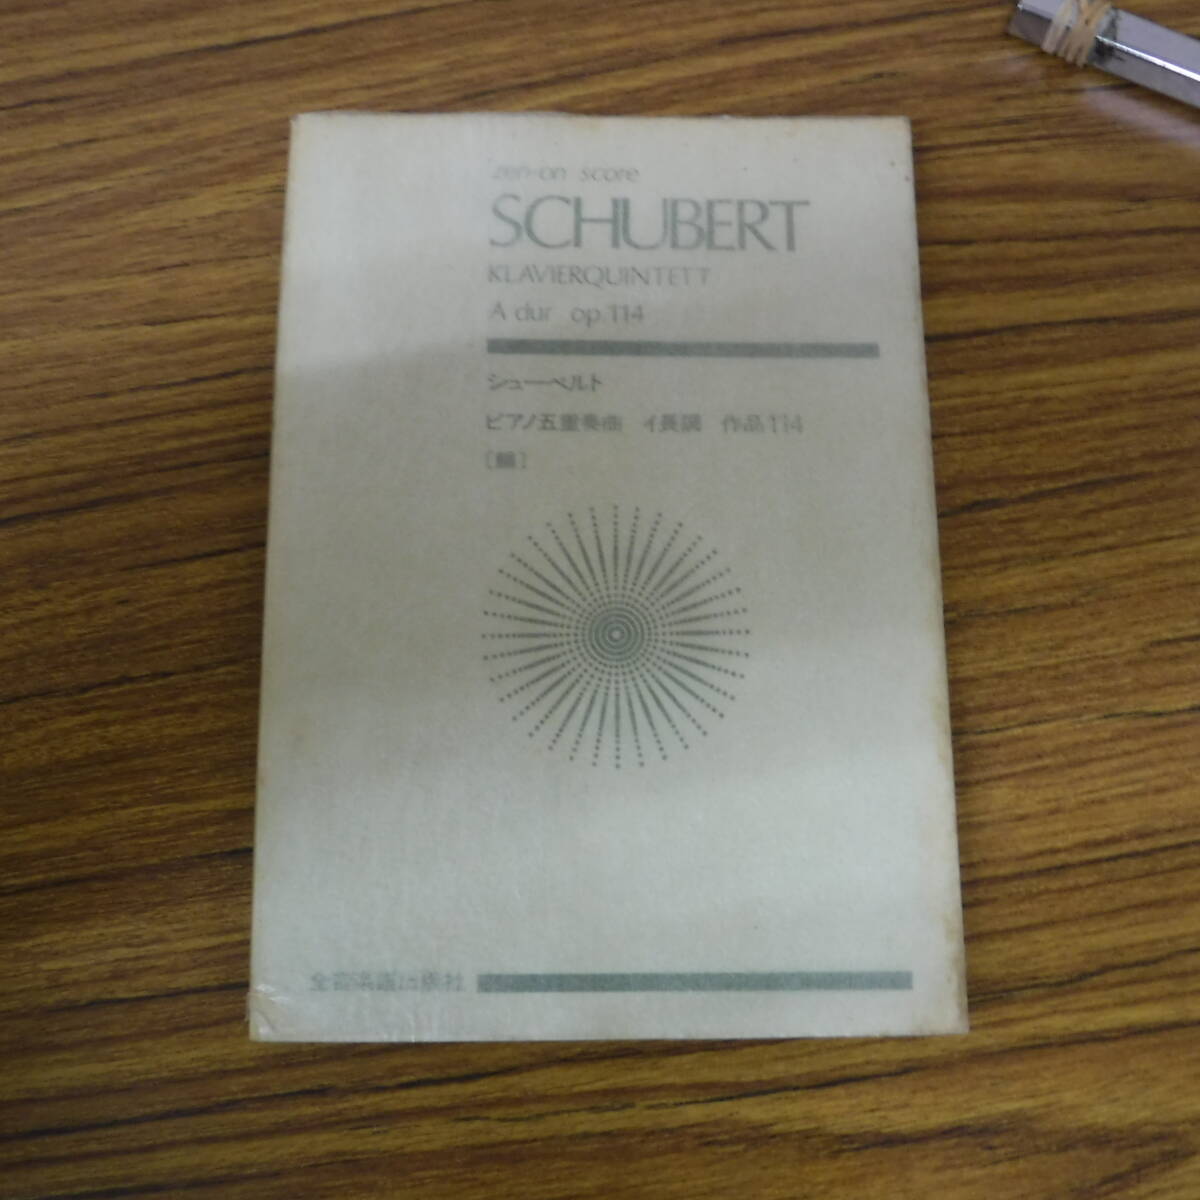 zen-on score
SCHUBERT
KLAVIERQUINTETT
A dur op.114
シューベルト
ピアノ五重奏曲 イ長調 作品114
〔鱒〕
全音楽譜出版社